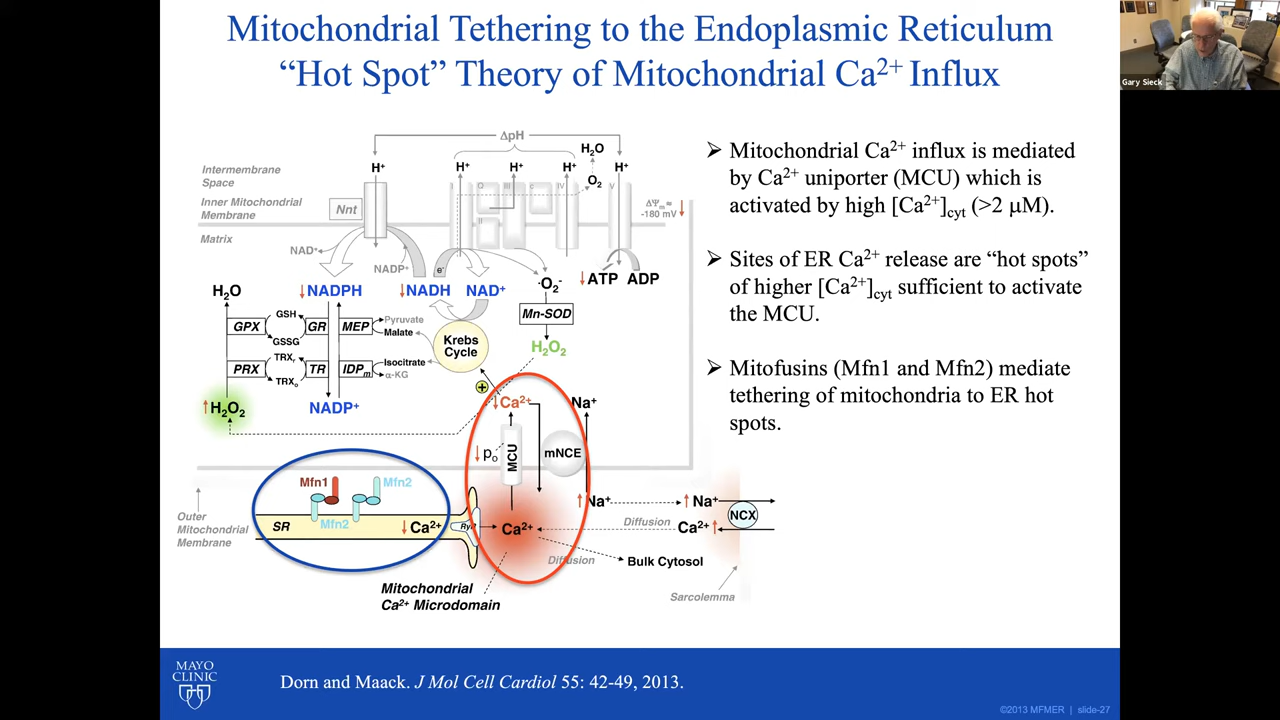 Mitochondrial Tethering to the Endoplasmic Reticulum
“Hot Spot” Theory of Mitochondrial Ca²⁺ Influx
Gary Sieck
ΔpH
H₂O
H⁺
H⁺
H⁺
H⁺
H⁺
O₂
Intermembrane
Space
Inner Mitochondrial
Membrane
Matrix
Nnt
I
Q
II
III
c
IV
V
ΔΨm ≈
-180 mV ↓
NAD⁺
NADP⁺
e⁻
H₂O
↓NADPH
↓NADH
NAD⁺
·O₂⁻
↓ATP
ADP
GPX
GSH
GSSG
GR
MEP
Pyruvate
Malate
Mn-SOD
Krebs
Cycle
H₂O₂
PRX
TRXr
TRXo
TR
IDPm
Isocitrate
α-KG
+
↑H₂O₂
NADP⁺
↓Ca²⁺
Na⁺
↓ po
MCU
mNCE
Mfn1
Mfn2
Mfn2
SR
↓ Ca²⁺
RyR
Ca²⁺
↑ Na⁺
↑ Na⁺
NCX
Diffusion
Ca²⁺ ↑
Outer
Mitochondrial
Membrane
Diffusion
Bulk Cytosol
Mitochondrial
Ca²⁺ Microdomain
Sarcolemma
➢ Mitochondrial Ca²⁺ influx is mediated
by Ca²⁺ uniporter (MCU) which is
activated by high [Ca²⁺]cyt (>2 μM).
➢ Sites of ER Ca²⁺ release are “hot spots”
of higher [Ca²⁺]cyt sufficient to activate
the MCU.
➢ Mitofusins (Mfn1 and Mfn2) mediate
tethering of mitochondria to ER hot
spots.
MAYO
CLINIC
Dorn and Maack. J Mol Cell Cardiol 55: 42-49, 2013.
©2013 MFMER | slide-27